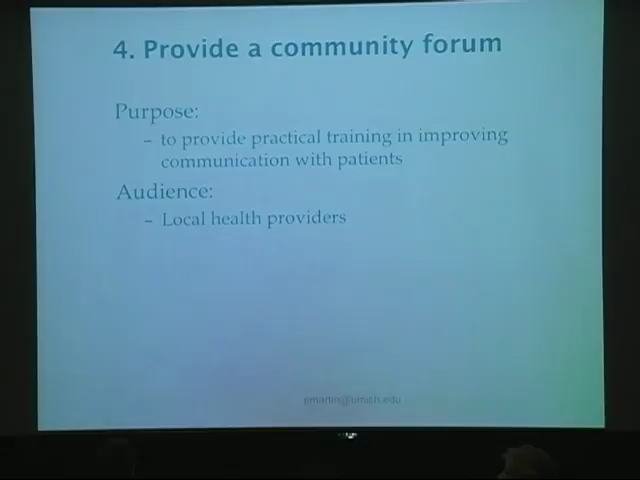 4. Provide a community forum
Purpose:
– to provide practical training in improving
communication with patients
Audience:
– Local health providers